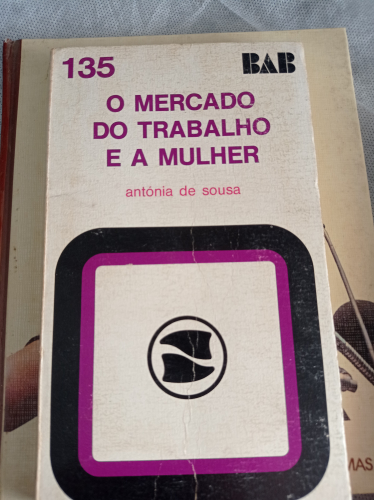 135
BAB
O MERCADO
DO TRABALHO
E A MULHER
antónia de sousa
MAS